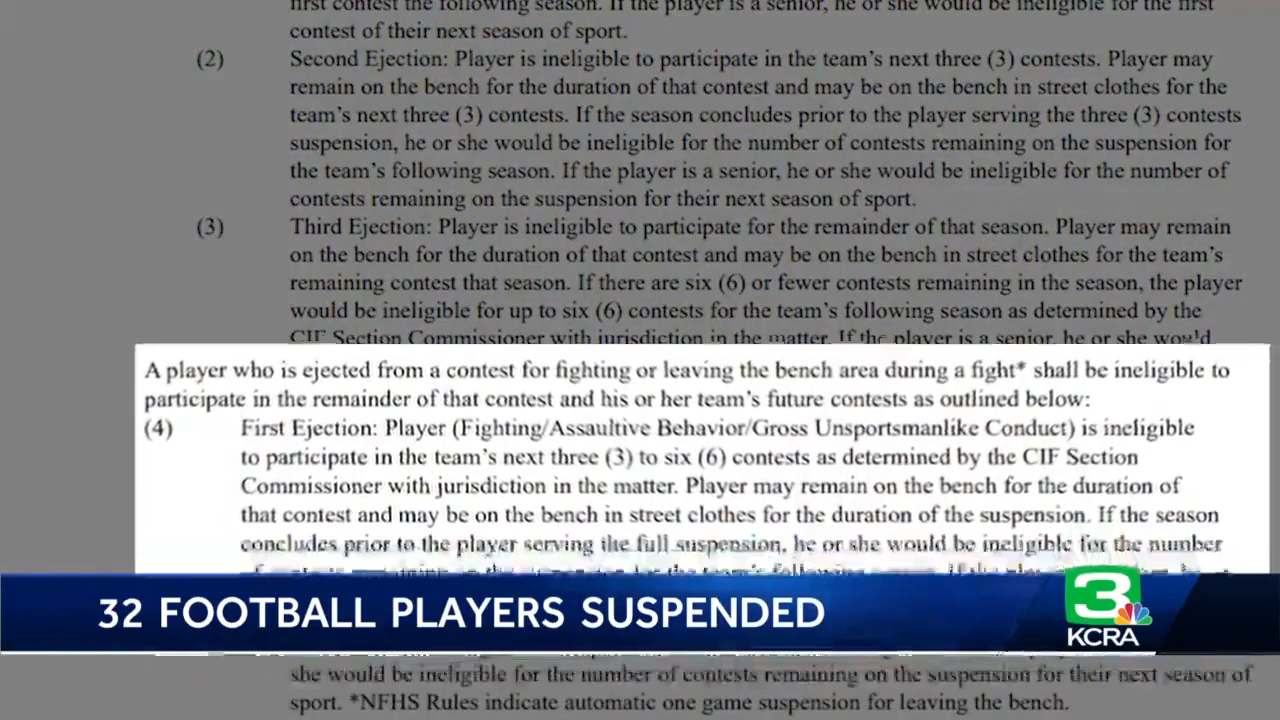 first contest the following season. If the player is a senior, he or she would be ineligible for the first
contest of their next season of sport.
(2) Second Ejection: Player is ineligible to participate in the team's next three (3) contests. Player may
remain on the bench for the duration of that contest and may be on the bench in street clothes for the
team's next three (3) contests. If the season concludes prior to the player serving the three (3) contests
suspension, he or she would be ineligible for the number of contests remaining on the suspension for
the team's following season. If the player is a senior, he or she would be ineligible for the number of
contests remaining on the suspension for their next season of sport.
(3) Third Ejection: Player is ineligible to participate for the remainder of that season. Player may remain
on the bench for the duration of that contest and may be on the bench in street clothes for the team's
remaining contest that season. If there are six (6) or fewer contests remaining in the season, the player
would be ineligible for up to six (6) contests for the team's following season as determined by the
CIF Section Commissioner with jurisdiction in the matter. If the player is a senior, he or she would
A player who is ejected from a contest for fighting or leaving the bench area during a fight* shall be ineligible to
participate in the remainder of that contest and his or her team's future contests as outlined below:
(4) First Ejection: Player (Fighting/Assaultive Behavior/Gross Unsportsmanlike Conduct) is ineligible
to participate in the team's next three (3) to six (6) contests as determined by the CIF Section
Commissioner with jurisdiction in the matter. Player may remain on the bench for the duration of
that contest and may be on the bench in street clothes for the duration of the suspension. If the season
concludes prior to the player serving the full suspension, he or she would be ineligible for the number
32 FOOTBALL PLAYERS SUSPENDED
3
KCRA
she would be ineligible for the number of contests remaining on the suspension for their next season of
sport. *NFHS Rules indicate automatic one game suspension for leaving the bench.